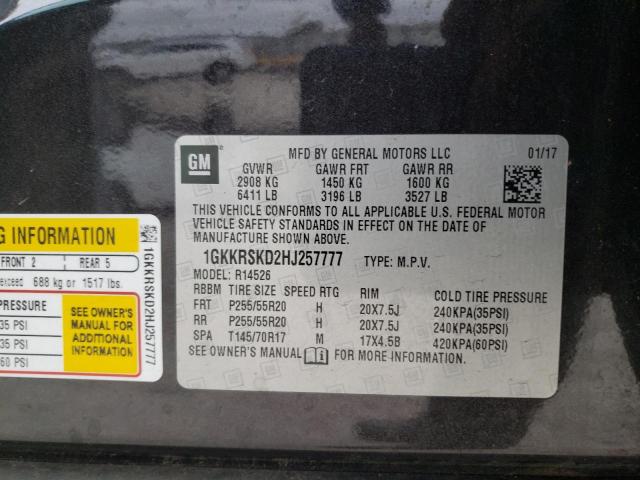 GM
MFD BY GENERAL MOTORS LLC 01/17
GVWR GAWR FRT GAWR RR
2908 KG 1450 KG 1600 KG
6411 LB 3196 LB 3527 LB
THIS VEHICLE CONFORMS TO ALL APPLICABLE U.S. FEDERAL MOTOR
VEHICLE SAFETY STANDARDS IN EFFECT ON THE DATE OF
MANUFACTURE SHOWN ABOVE.
1GKKRSKD2HJ257777 TYPE: M.P.V.
MODEL: R14526
RBBM TIRE SIZE SPEED RTG RIM COLD TIRE PRESSURE
FRT P255/55R20 H 20X7.5J 240KPA(35PSI)
RR P255/55R20 H 20X7.5J 240KPA(35PSI)
SPA T145/70R17 M 17X4.5B 420KPA(60PSI)
SEE OWNER'S MANUAL FOR MORE INFORMATION.
INFORMATION
FRONT 2 REAR 5
exceed 688 kg or 1517 lbs.
PRESSURE
35 PSI
35 PSI
60 PSI
SEE OWNER'S
MANUAL FOR
ADDITIONAL
INFORMATION
1GKKRSKD2HJ257777